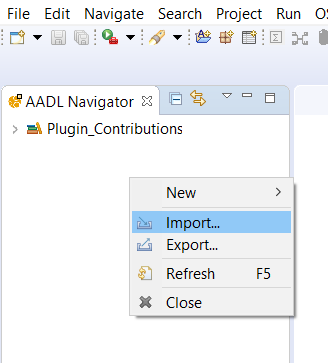 File Edit Navigate Search Project Run
AADL Navigator
Plugin_Contributions
New
Import...
Export...
Refresh F5
Close